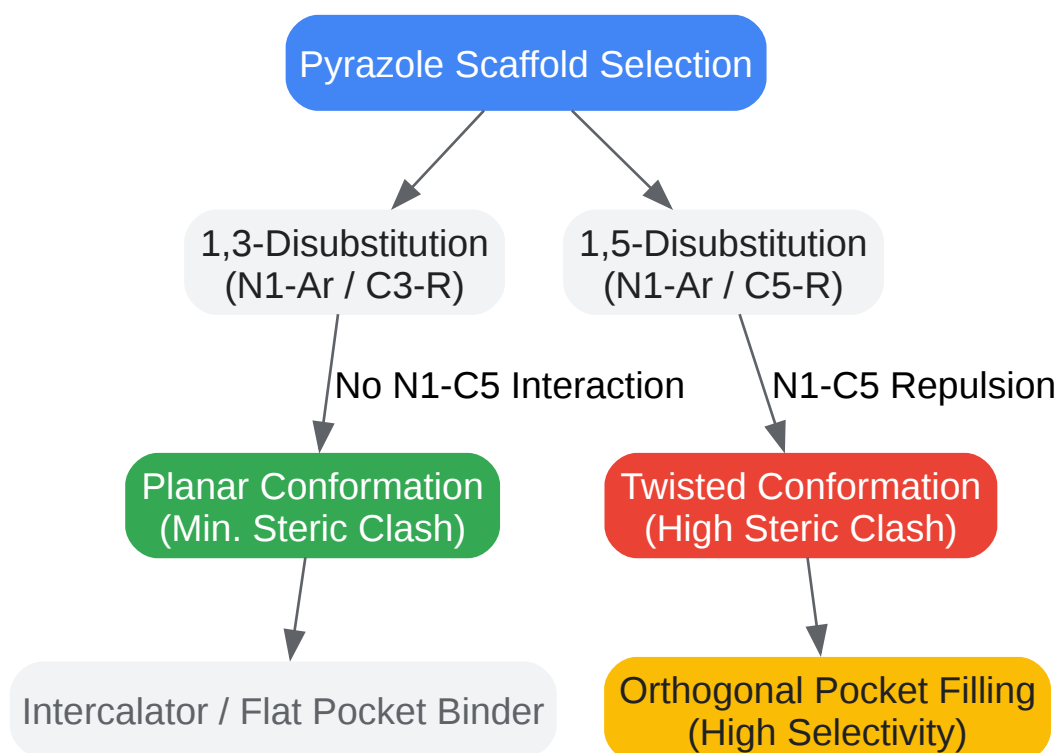 Pyrazole Scaffold Selection
1,3-Disubstitution
(N1-Ar / C3-R)
1,5-Disubstitution
(N1-Ar / C5-R)
No N1-C5 Interaction
N1-C5 Repulsion
Planar Conformation
(Min. Steric Clash)
Twisted Conformation
(High Steric Clash)
Intercalator / Flat Pocket Binder
Orthogonal Pocket Filling
(High Selectivity)